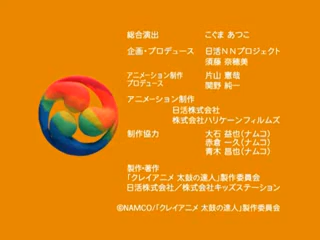 総合演出　こぐま あつこ
企画・プロデュース　日活ＮＮプロジェクト
須藤 奈穂美
アニメーション制作
プロデュース　片山 憲哉
関野 純一
アニメーション制作
日活株式会社
株式会社ハリケーンフィルムズ
制作協力　大石 益也(ナムコ)
赤倉 一久(ナムコ)
青木 昌也(ナムコ)
製作・著作
「クレイアニメ 太鼓の達人」製作委員会
日活株式会社／株式会社キッズステーション
©NAMCO/「クレイアニメ 太鼓の達人」製作委員会